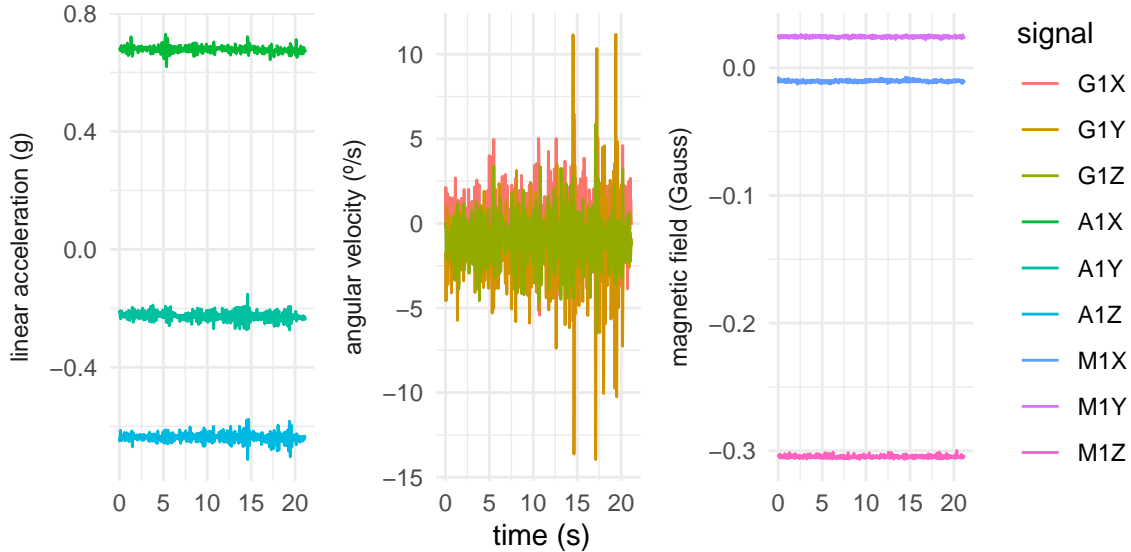 linear acceleration (g)
0.8
0.4
0.0
−0.4
0 5 10 15 20
angular velocity (º/s)
10
5
0
−5
−10
−15
0 5 10 15 20
time (s)
magnetic field (Gauss)
0.0
−0.1
−0.2
−0.3
0 5 10 15 20
signal
G1X
G1Y
G1Z
A1X
A1Y
A1Z
M1X
M1Y
M1Z